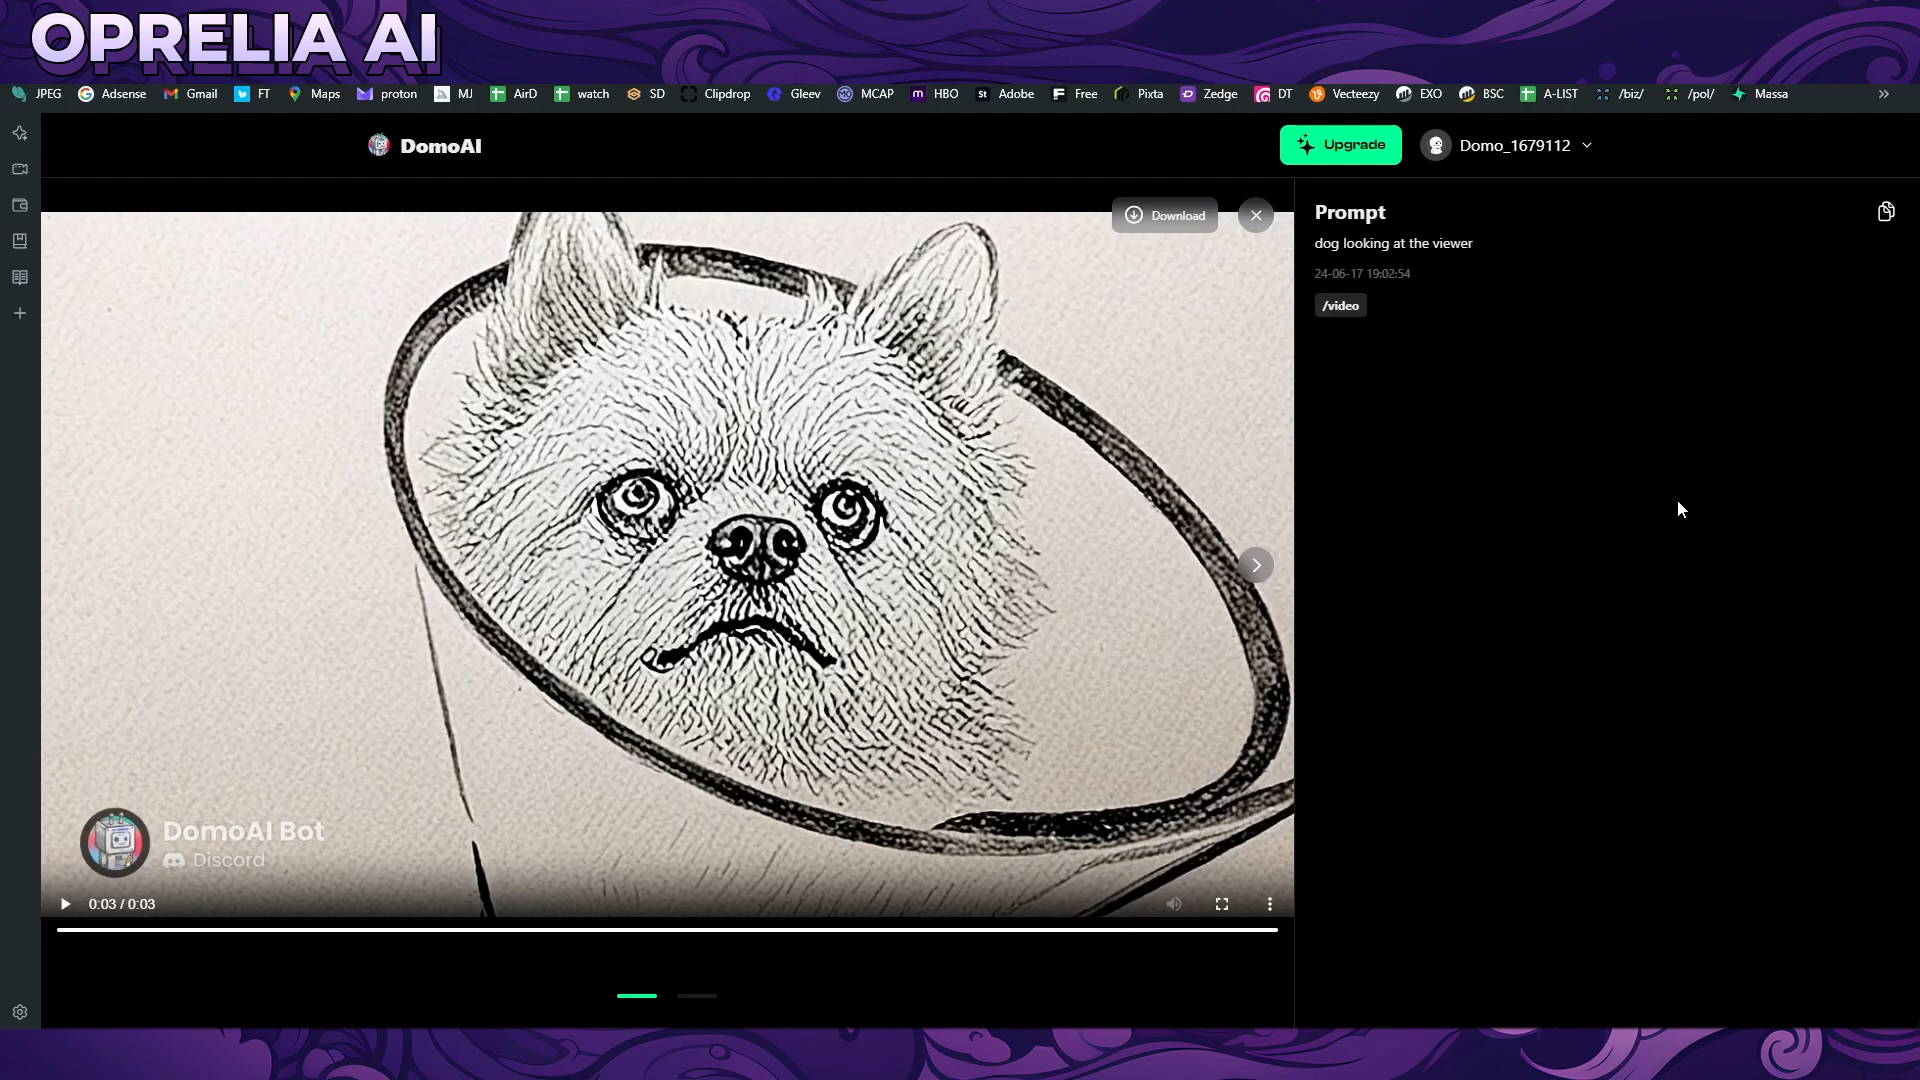 OPRELIA AI
JPEG Adsense Gmail FT Maps proton MJ AirD watch SD Clipdrop Gleev MCAP HBO Adobe Free Pixta Zedge DT Vecteezy EXO BSC A-LIST /biz/ /pol/ Massa
DomoAI
Upgrade
Domo_1679112
Download
Prompt
dog looking at the viewer
24-06-17 19:02:54
/video
DomoAI Bot
Discord
0:03 / 0:03